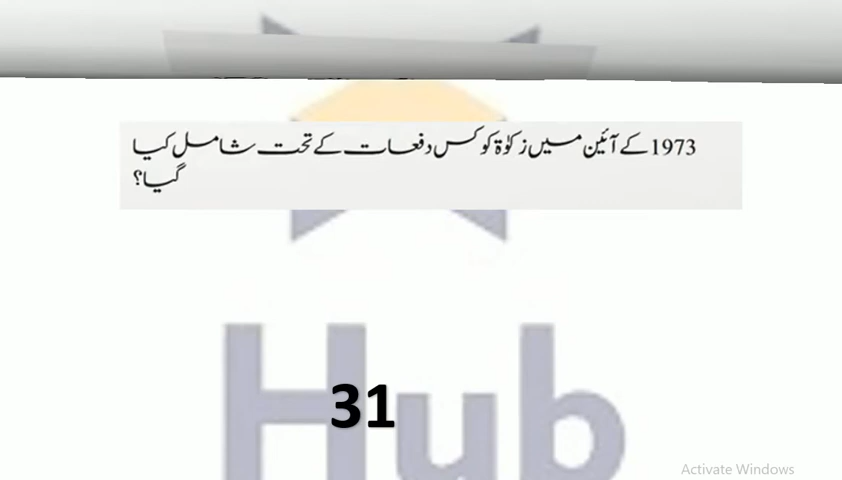 1973 کے آئین میں زکوٰۃ کو کس دفعات کے تحت شامل کیا
گیا؟
Hub
31
Activate Windows